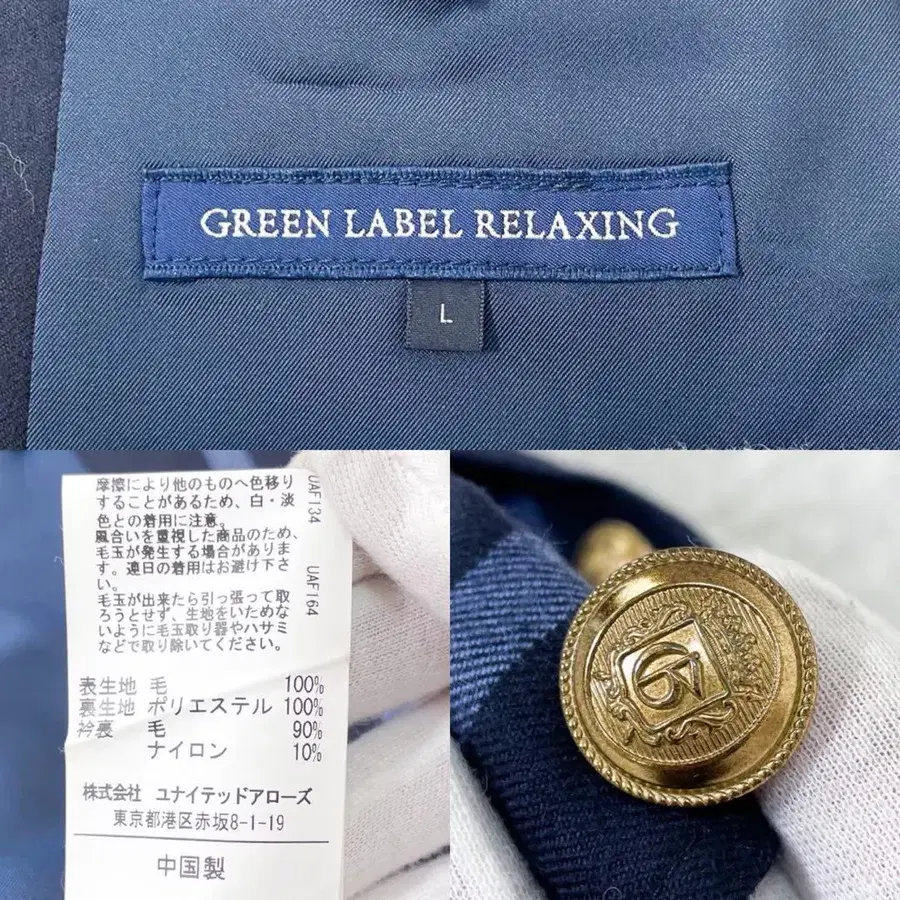 GREEN LABEL RELAXING
L
摩擦により他のものへ色移り
することがあるため、白・淡
色との着用に注意。
風合いを重視した商品のため、
毛玉が発生する場合がありま
す。連日の着用はお避け下さ
い。
毛玉が出来たら引っ張って取
ろうとせず、生地をいためな
いように毛玉取り器やハサミ
などで取り除いてください。
UAF134
UAF164
表生地 毛 100%
裏生地 ポリエステル 100%
衿裏 毛 90%
ナイロン 10%
株式会社 ユナイテッドアローズ
東京都港区赤坂8-1-19
中国製
G